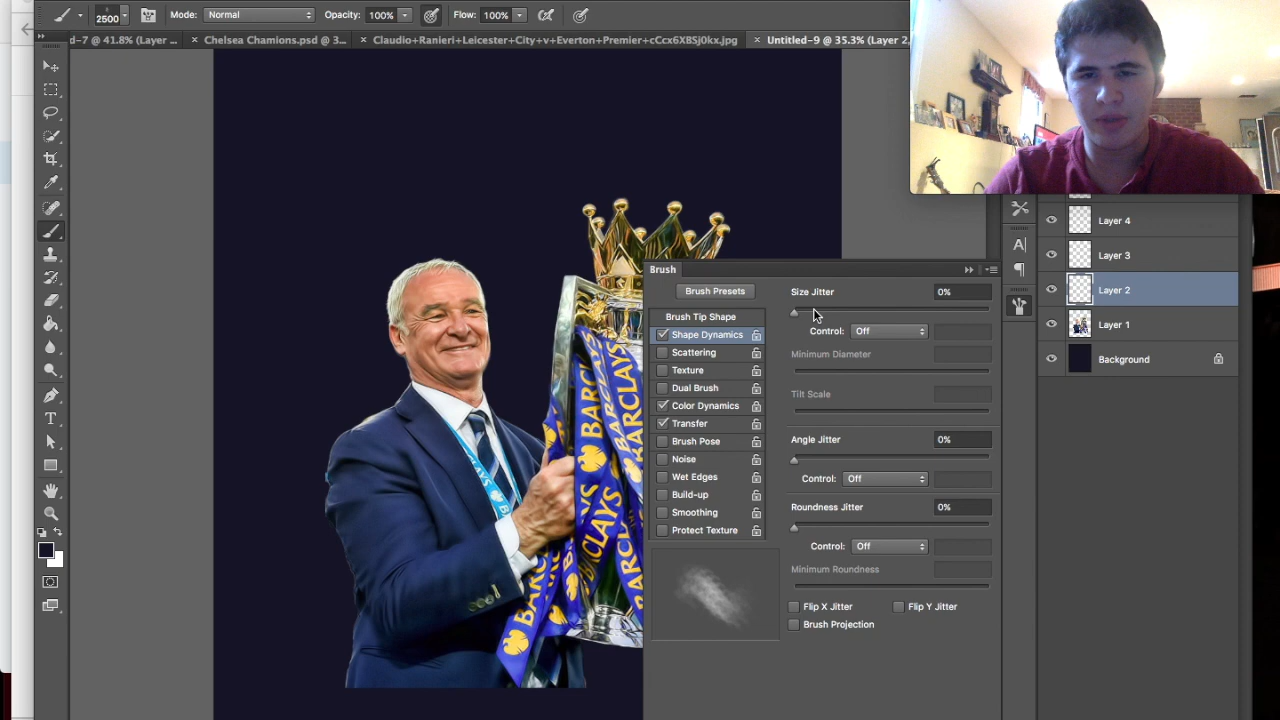 2500 Mode: Normal Opacity: 100% Flow: 100%
d-7 @ 41.8% (Layer ... × Chelsea Chamions.psd @ 3... × Claudio+Ranieri+Leicester+City+v+Everton+Premier+cCcx6XBSj0kx.jpg × Untitled-9 @ 35.3% (Layer 2,
Layer 4
Layer 3
Layer 2
Layer 1
Background
Brush
Brush Presets
Brush Tip Shape
Shape Dynamics
Scattering
Texture
Dual Brush
Color Dynamics
Transfer
Brush Pose
Noise
Wet Edges
Build-up
Smoothing
Protect Texture
Size Jitter 0%
Control: Off
Minimum Diameter
Tilt Scale
Angle Jitter 0%
Control: Off
Roundness Jitter 0%
Control: Off
Minimum Roundness
Flip X Jitter Flip Y Jitter
Brush Projection
BARCLAYS
BARCLAYS
BARCLAYS
BARCLAYS